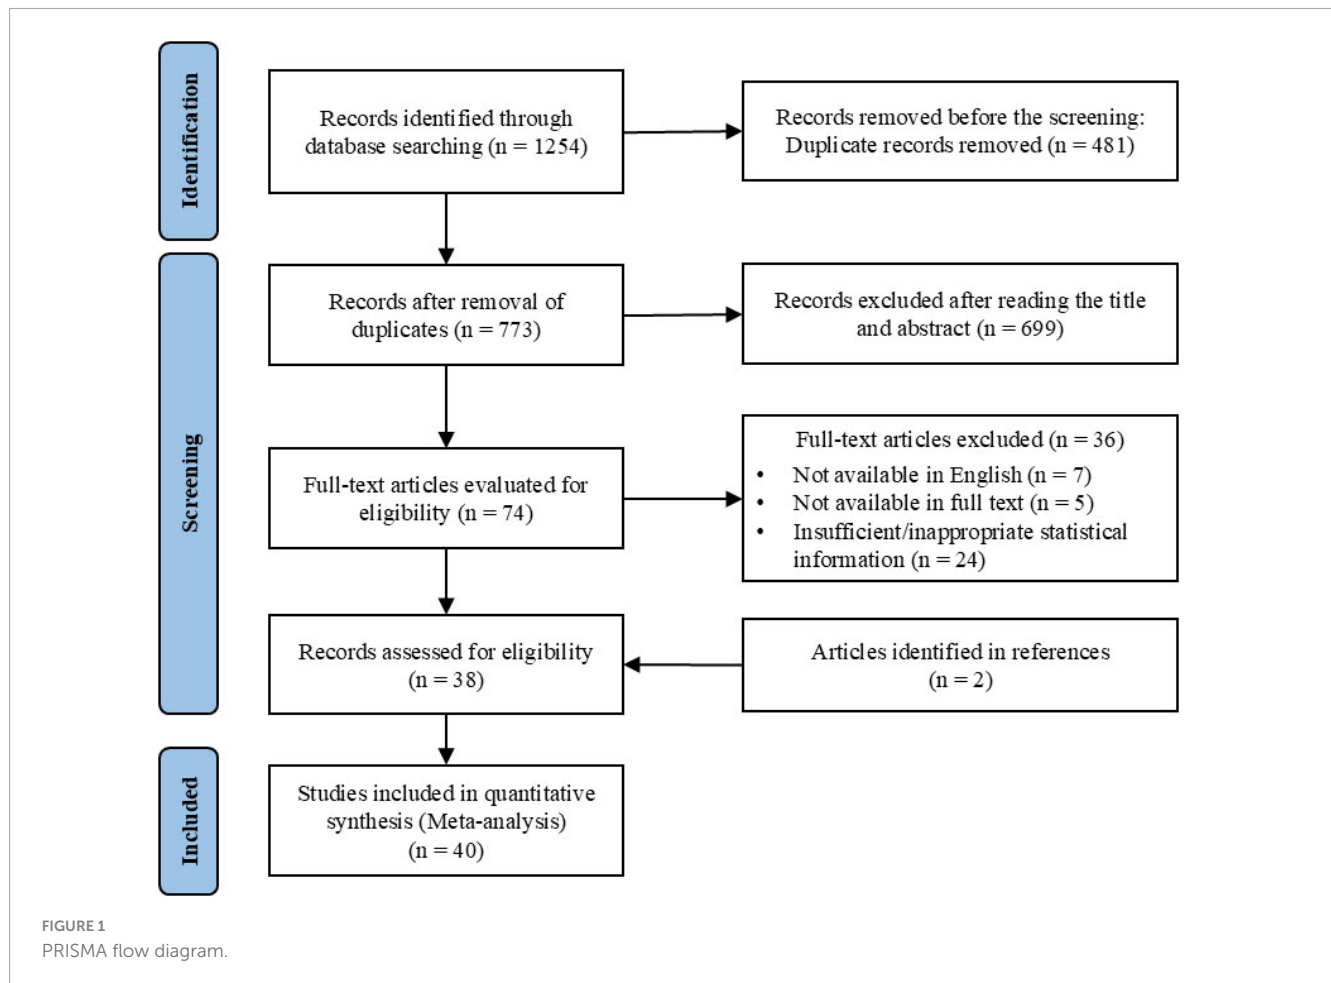 Identification
Records identified through
database searching (n = 1254)
Records removed before the screening:
Duplicate records removed (n = 481)
Screening
Records after removal of
duplicates (n = 773)
Records excluded after reading the title
and abstract (n = 699)
Full-text articles evaluated for
eligibility (n = 74)
Full-text articles excluded (n = 36)
• Not available in English (n = 7)
• Not available in full text (n = 5)
• Insufficient/inappropriate statistical
information (n = 24)
Records assessed for eligibility
(n = 38)
Articles identified in references
(n = 2)
Included
Studies included in quantitative
synthesis (Meta-analysis)
(n = 40)
FIGURE 1
PRISMA flow diagram.